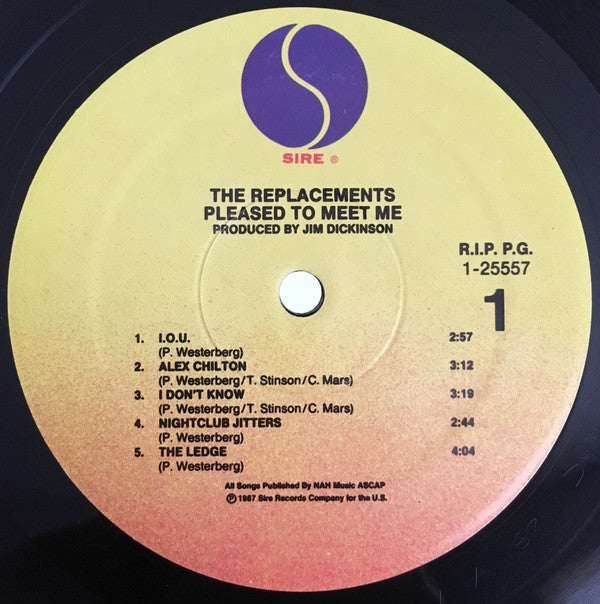 SIRE ®
THE REPLACEMENTS
PLEASED TO MEET ME
PRODUCED BY JIM DICKINSON
R.I.P. P.G.
1-25557
1
1. I.O.U. 2:57
(P. Westerberg)
2. ALEX CHILTON 3:12
(P. Westerberg/T. Stinson/C. Mars)
3. I DON'T KNOW 3:19
(P. Westerberg/T. Stinson/C. Mars)
4. NIGHTCLUB JITTERS 2:44
(P. Westerberg)
5. THE LEDGE 4:04
(P. Westerberg)
All Songs Published By NAH Music ASCAP
℗ 1987 Sire Records Company for the U.S.